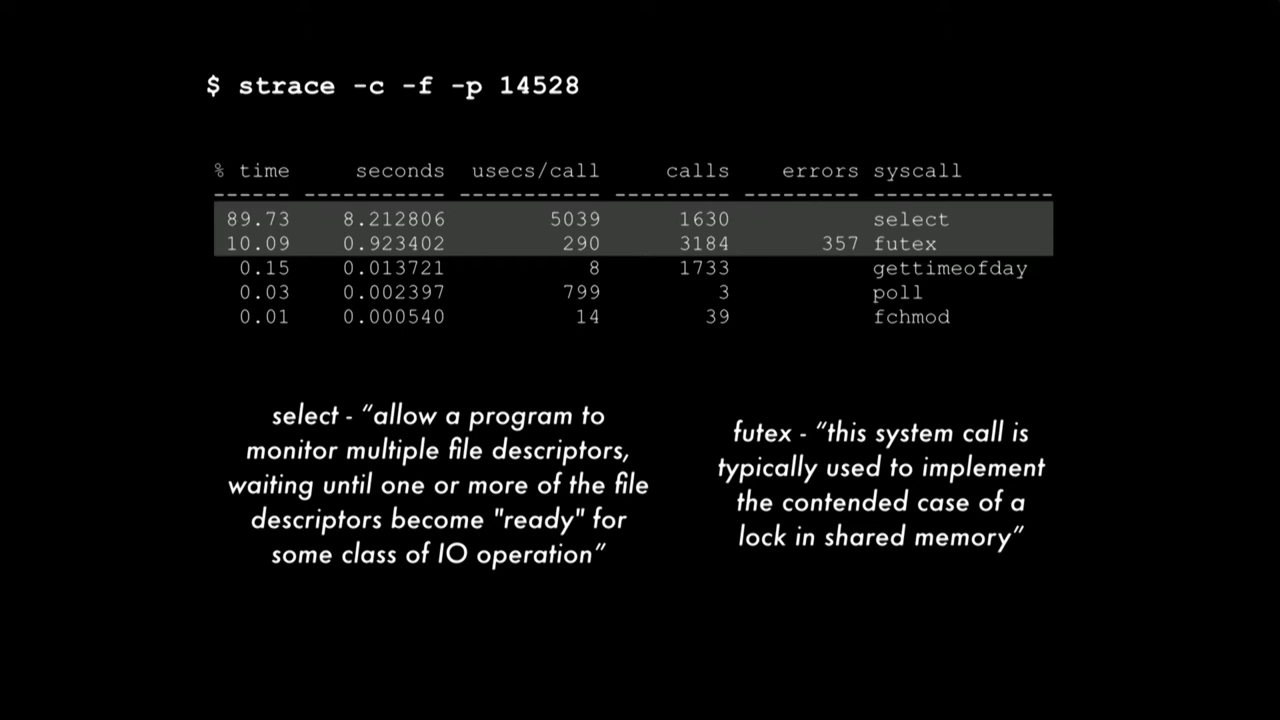 $ strace -c -f -p 14528
% time seconds usecs/call calls errors syscall
------ ----------- ----------- --------- --------- --------------
89.73 8.212806 5039 1630 select
10.09 0.923402 290 3184 357 futex
0.15 0.013721 8 1733 gettimeofday
0.03 0.002397 799 3 poll
0.01 0.000540 14 39 fchmod
select - “allow a program to
monitor multiple file descriptors,
waiting until one or more of the file
descriptors become "ready" for
some class of IO operation”
futex - “this system call is
typically used to implement
the contended case of a
lock in shared memory”